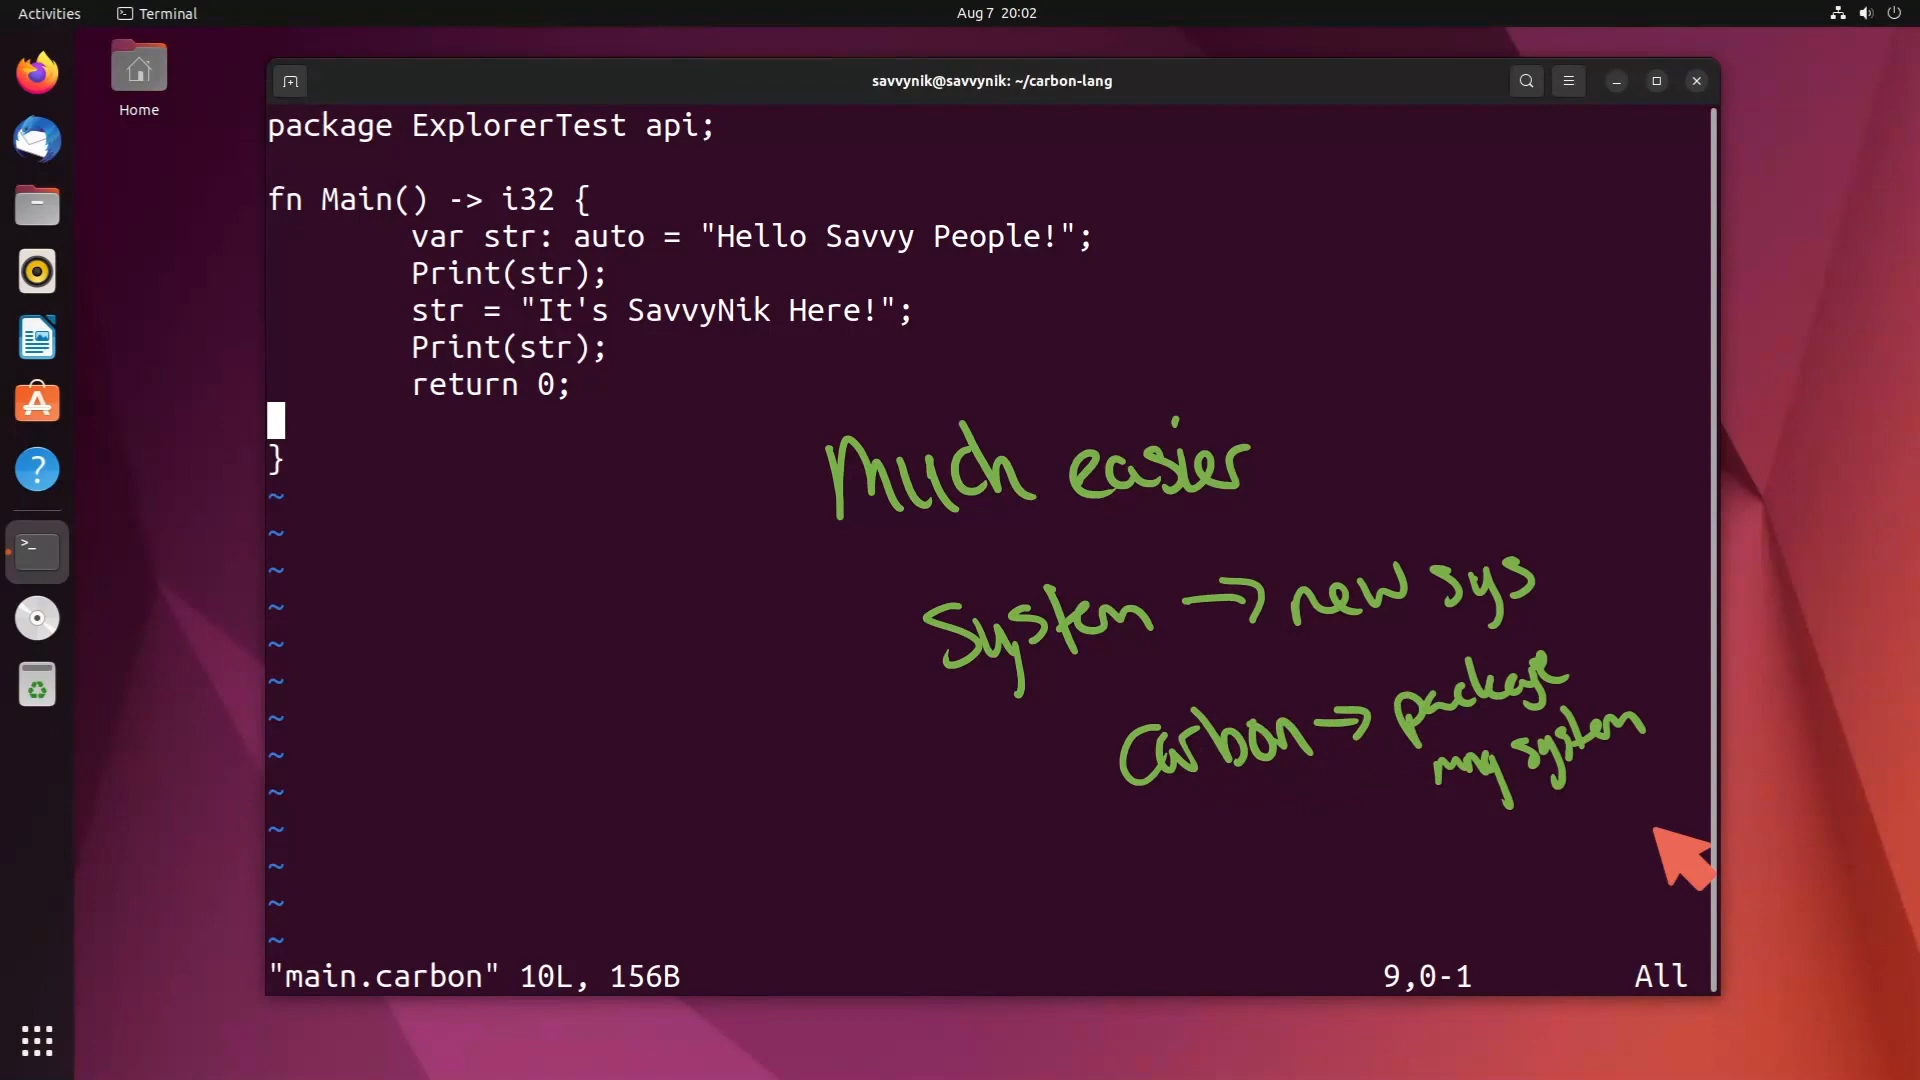 Activities Terminal Aug 7 20:02
Home
savvynik@savvynik: ~/carbon-lang
package ExplorerTest api;
fn Main() -> i32 {
var str: auto = "Hello Savvy People!";
Print(str);
str = "It's SavvyNik Here!";
Print(str);
return 0;
}
~
~
~
~
~
~
~
~
~
~
~
~
~
Much easier
System → new sys
Carbon → package
my system
"main.carbon" 10L, 156B 9,0-1 All